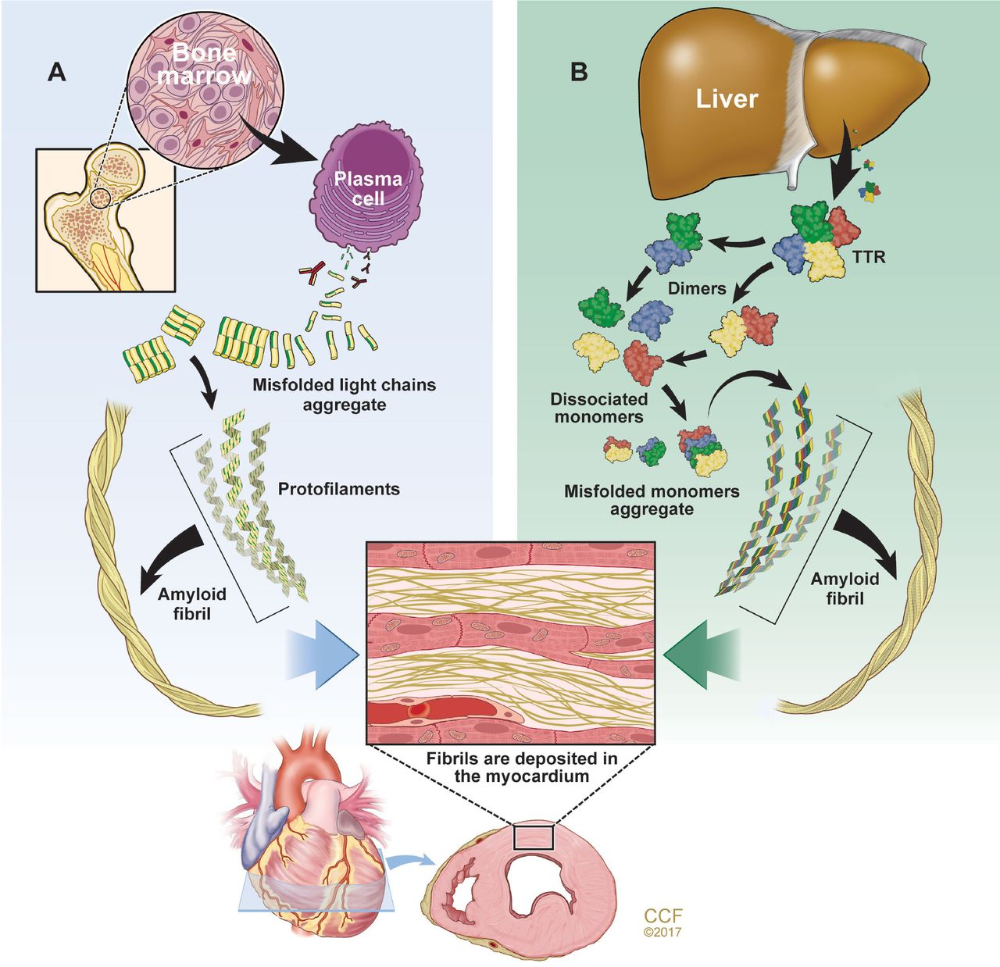 A
Bone
marrow
Plasma
cell
Misfolded light chains
aggregate
Protofilaments
Amyloid
fibril
B
Liver
TTR
Dimers
Dissociated
monomers
Misfolded monomers
aggregate
Amyloid
fibril
Fibrils are deposited in
the myocardium
CCF
©2017